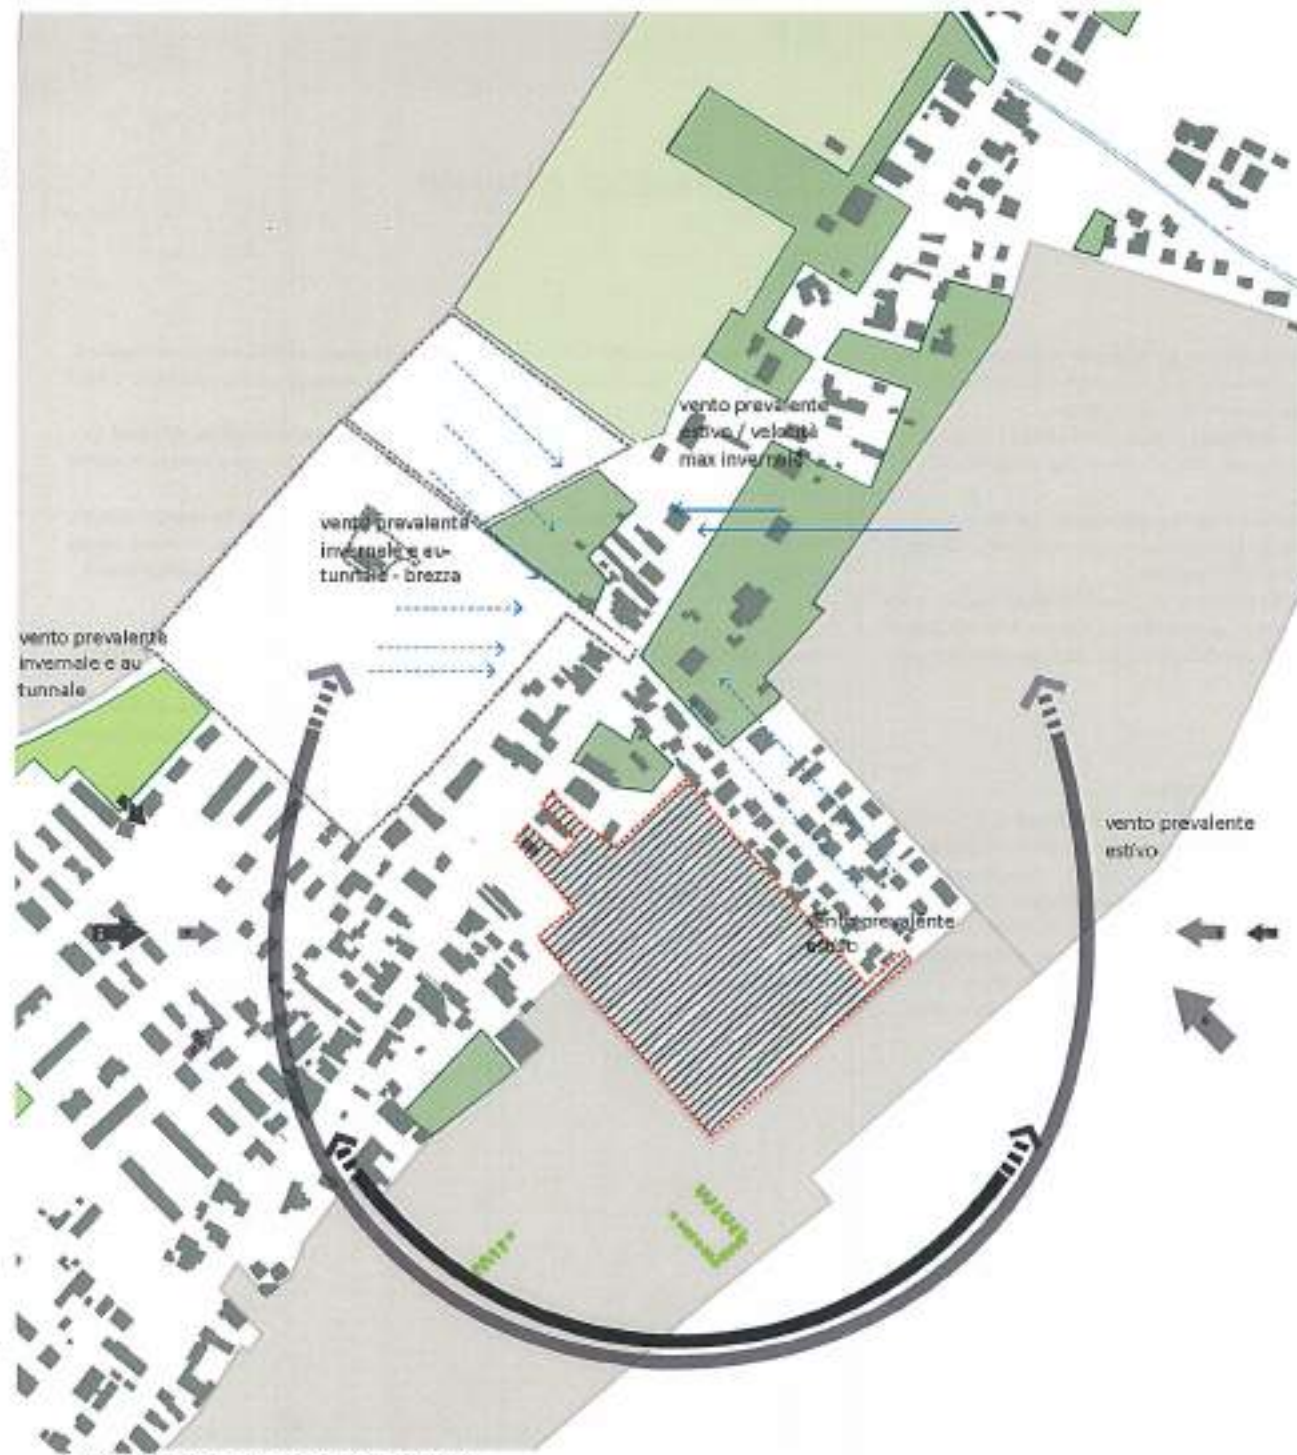 vento prevalente
estivo / velocità
max invernale
vento prevalente
invernale e au-
tunnale - brezza
vento prevalente
invernale e au
tunnale
vento prevalente
estivo
vento prevalente
estivo